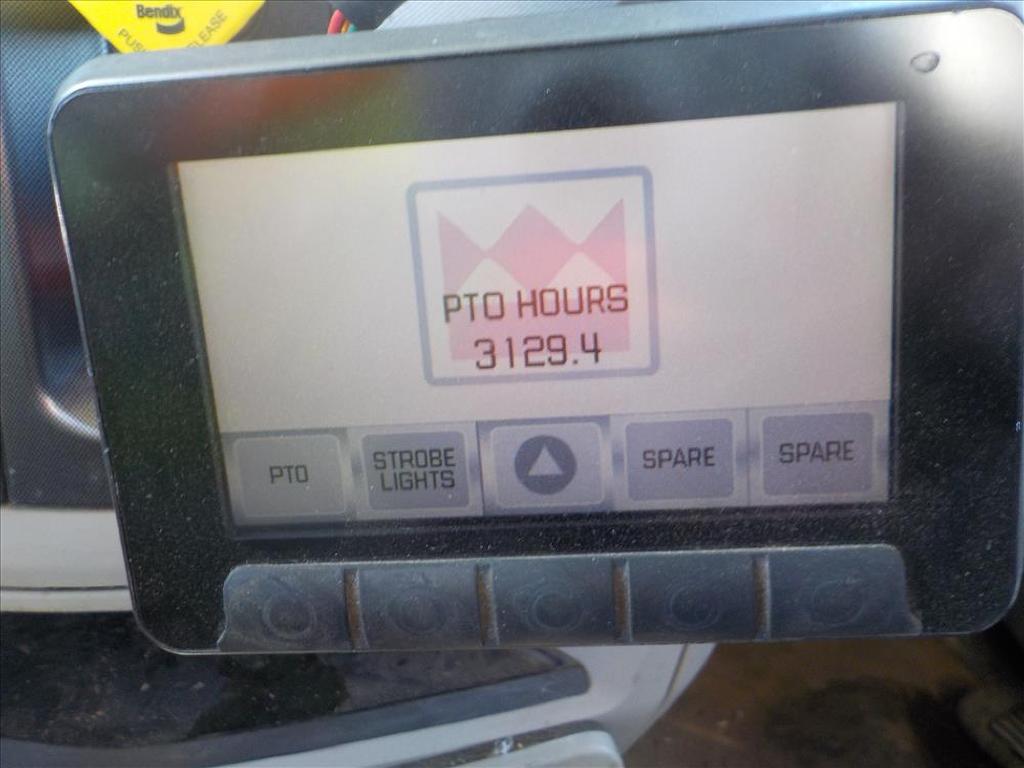 Bendix
PTO HOURS
3129.4
PTO
STROBE
LIGHTS
SPARE
SPARE